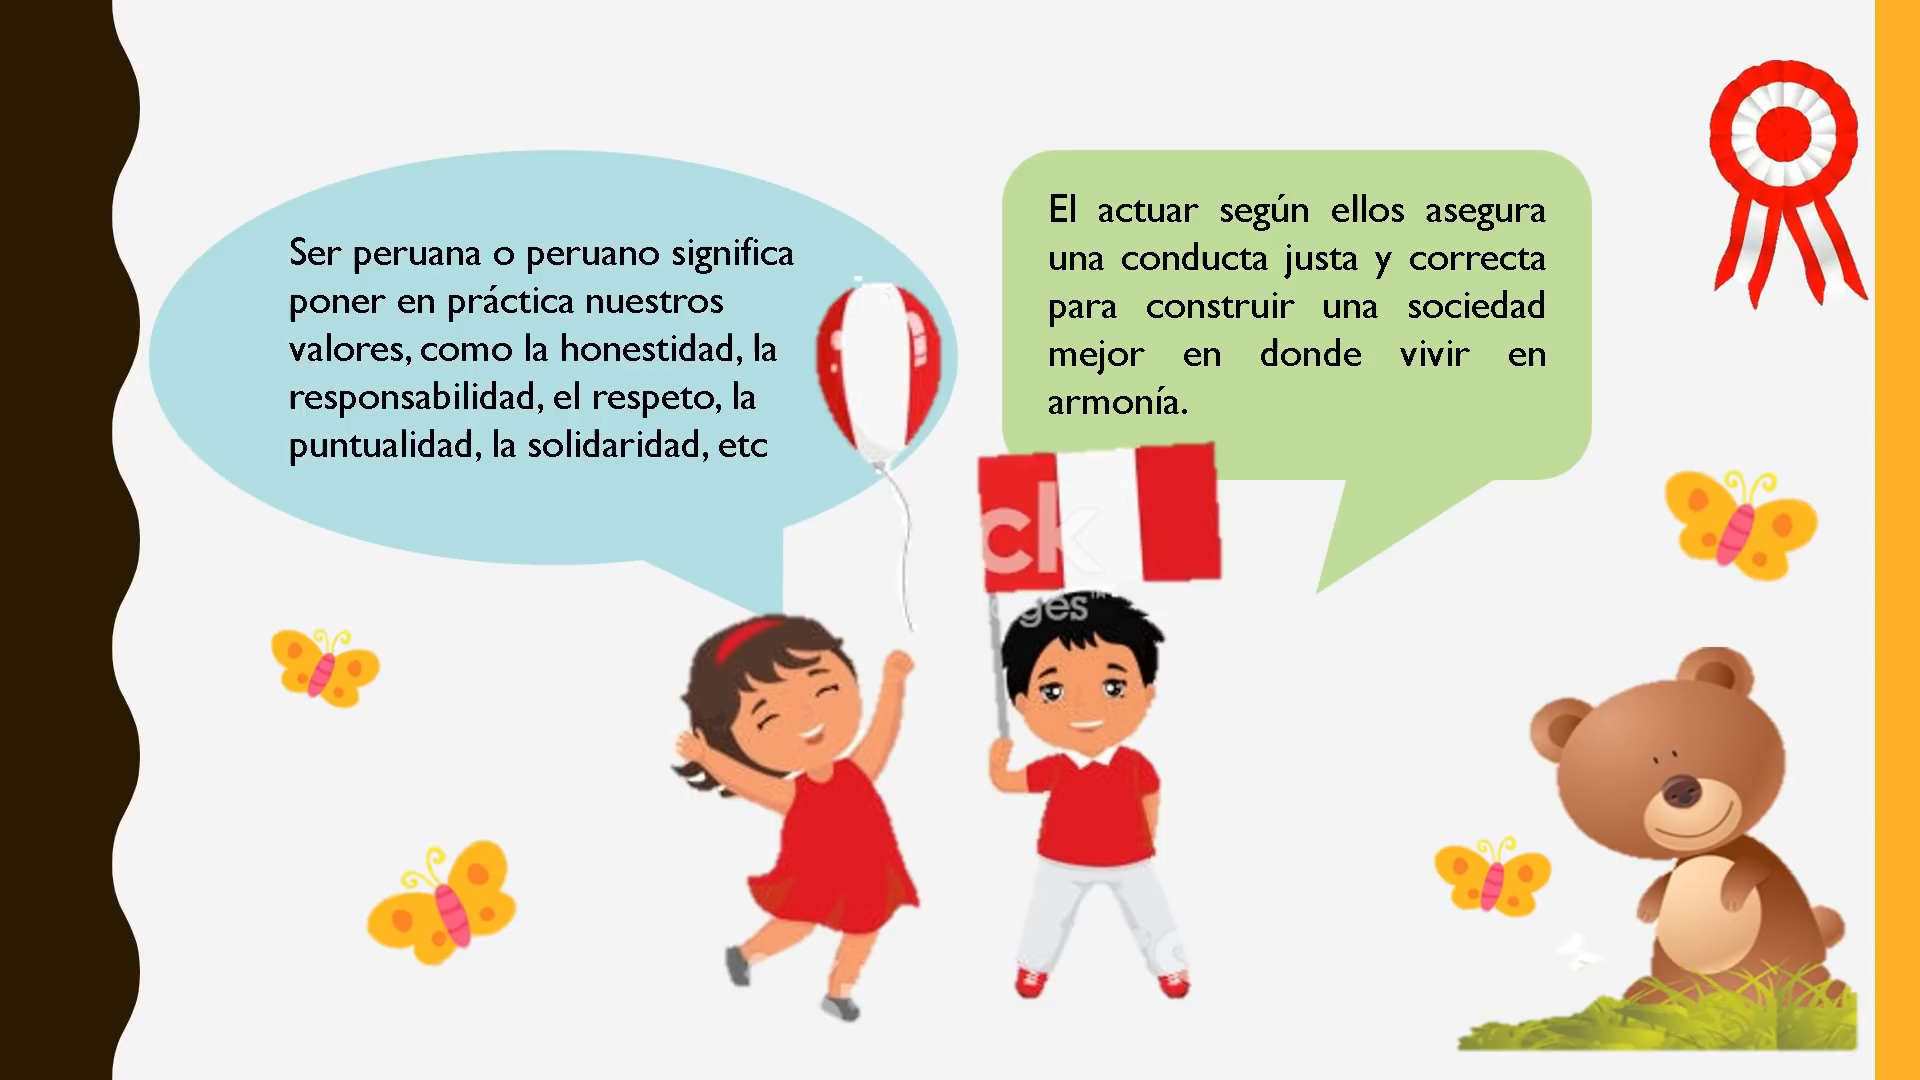 Ser peruana o peruano significa
poner en práctica nuestros
valores, como la honestidad, la
responsabilidad, el respeto, la
puntualidad, la solidaridad, etc
El actuar según ellos asegura
una conducta justa y correcta
para construir una sociedad
mejor en donde vivir en
armonía.
ck
ges™